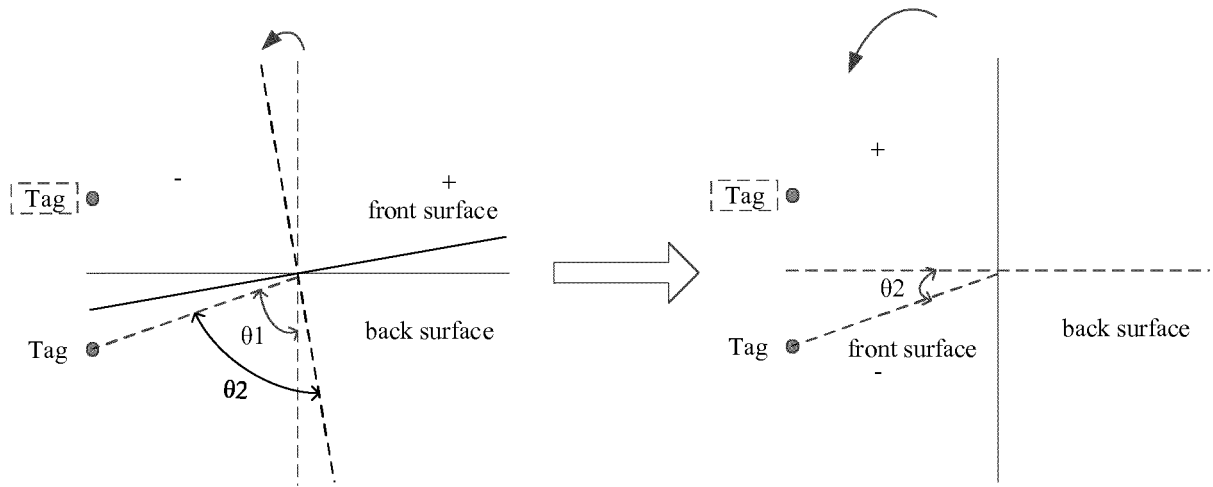 -
+
Tag
front surface
θ1
back surface
Tag
θ2
+
Tag
θ2
back surface
Tag
front surface
-